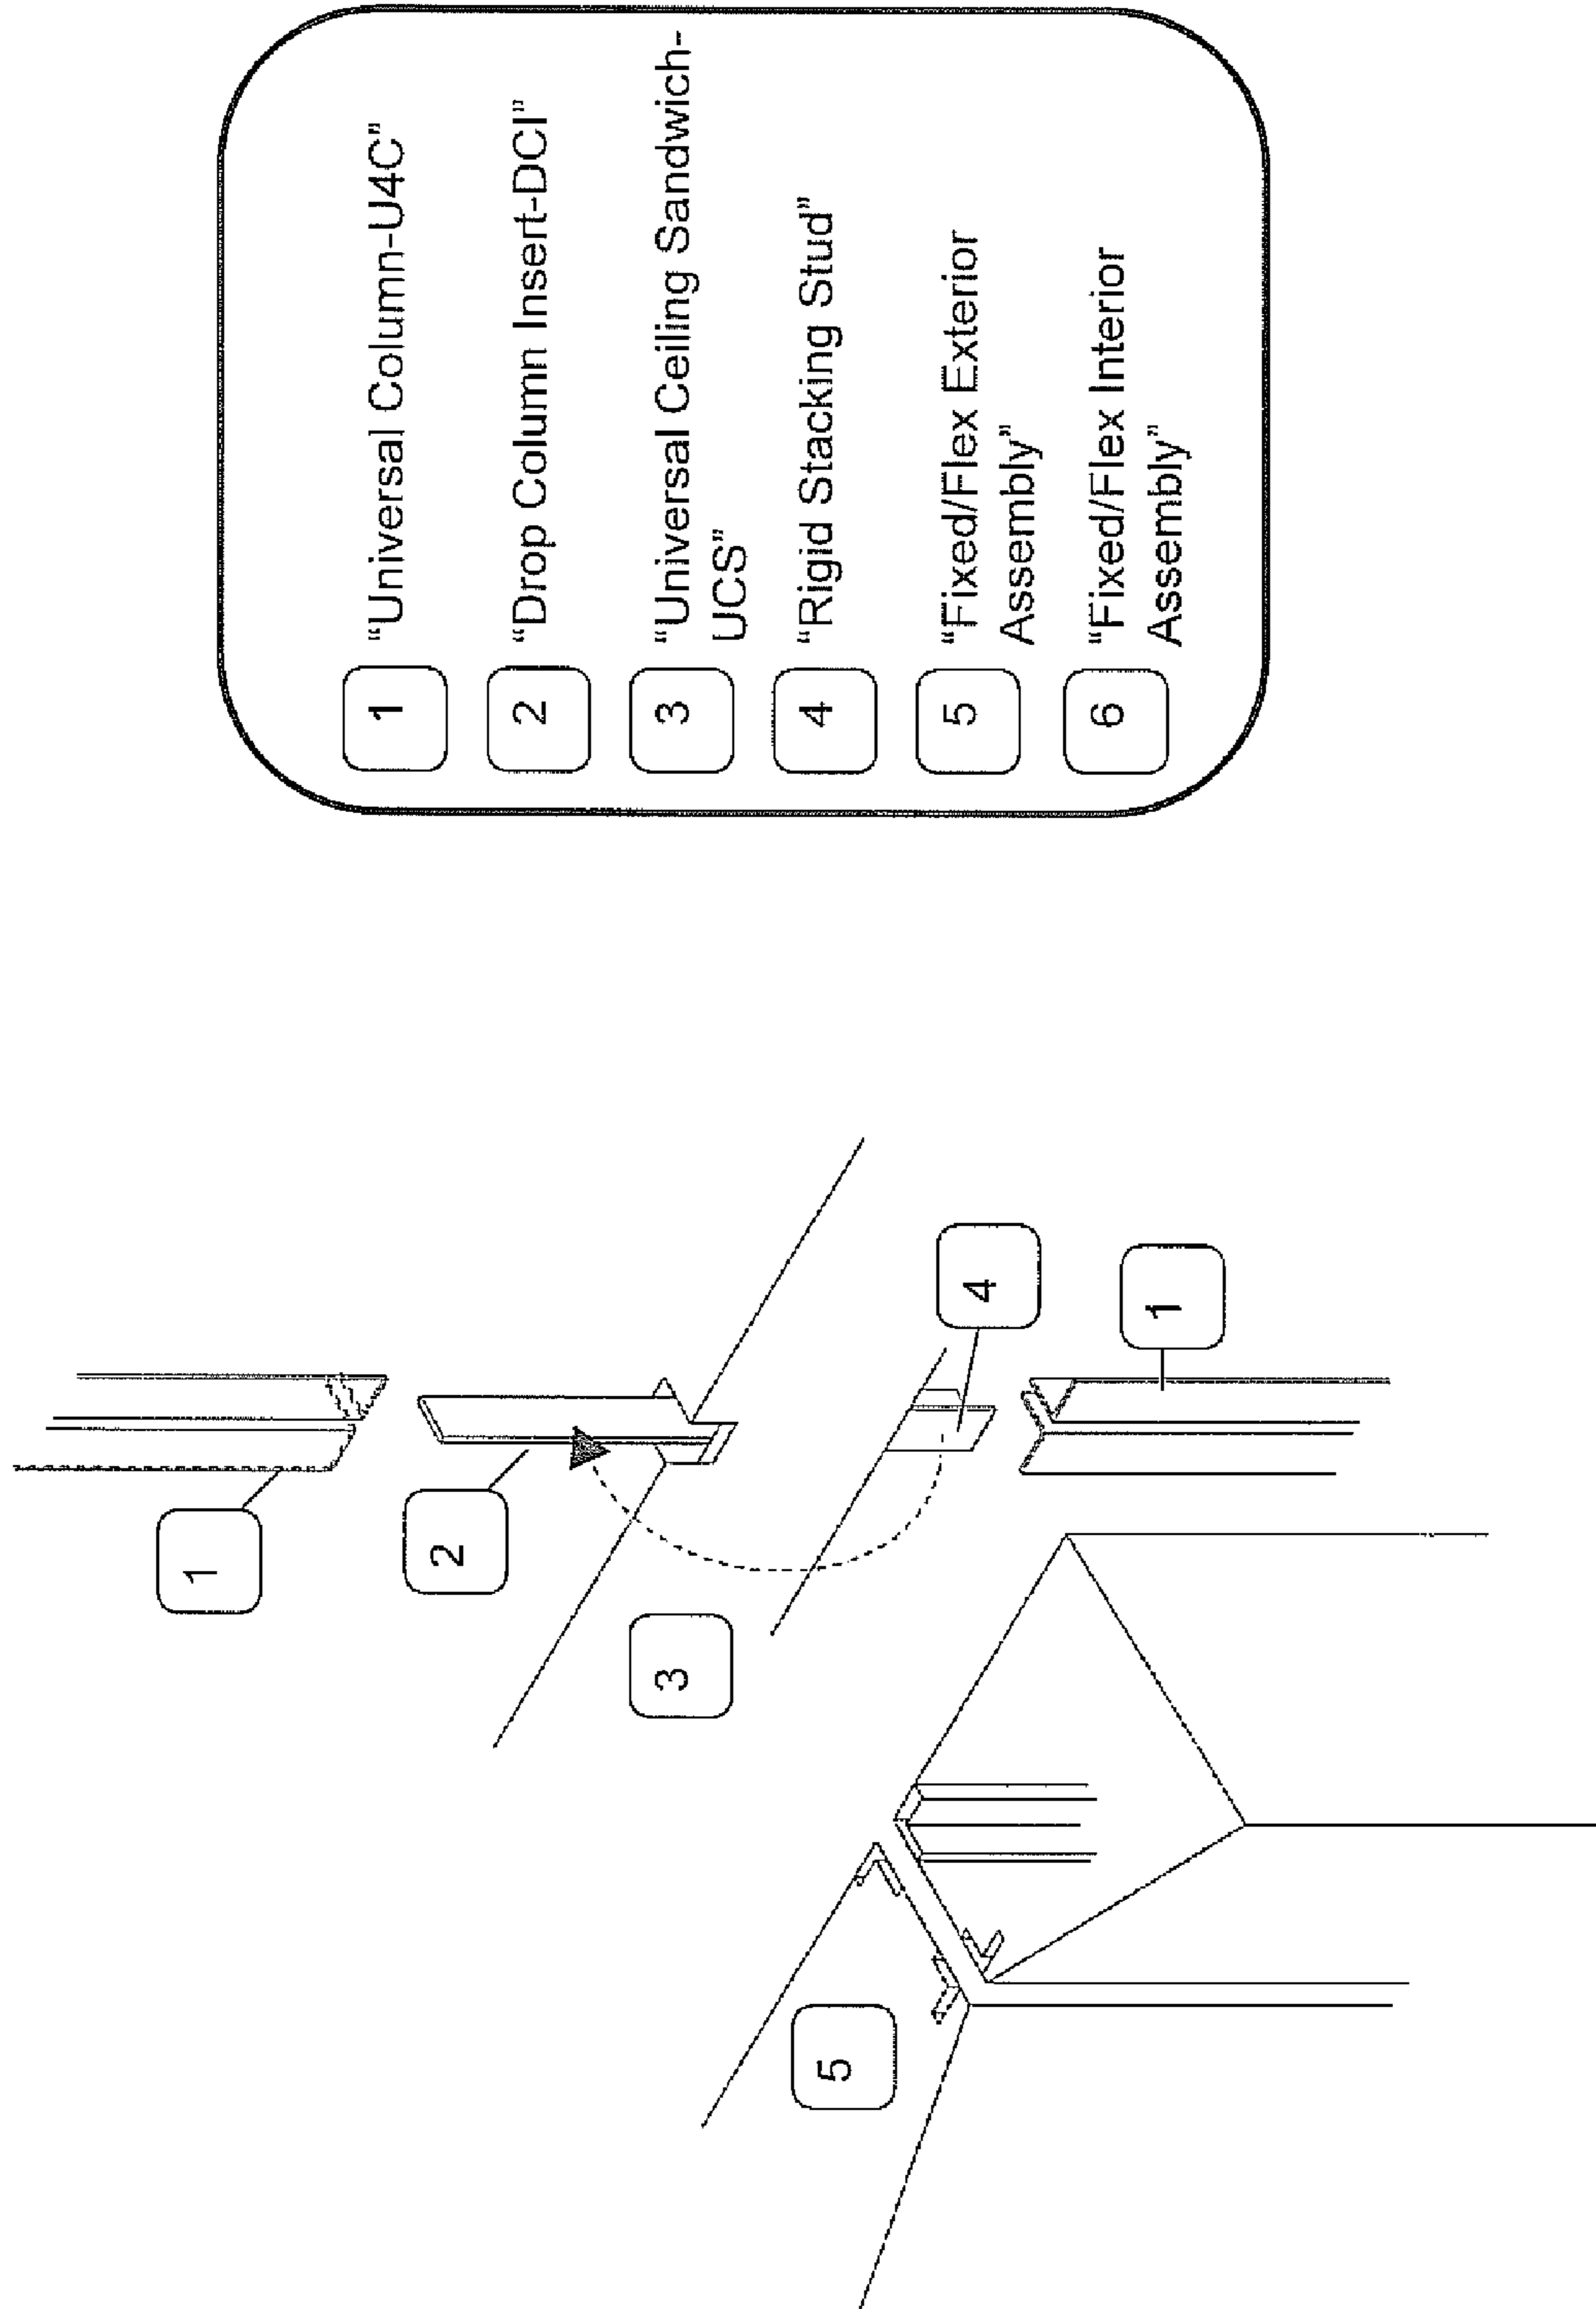 1
2
3
5
4
1
1 “Universal Column-U4C”
2 “Drop Column Insert-DCI”
3 “Universal Ceiling Sandwich-
UCS”
4 “Rigid Stacking Stud”
5 “Fixed/Flex Exterior
Assembly”
6 “Fixed/Flex Interior
Assembly”